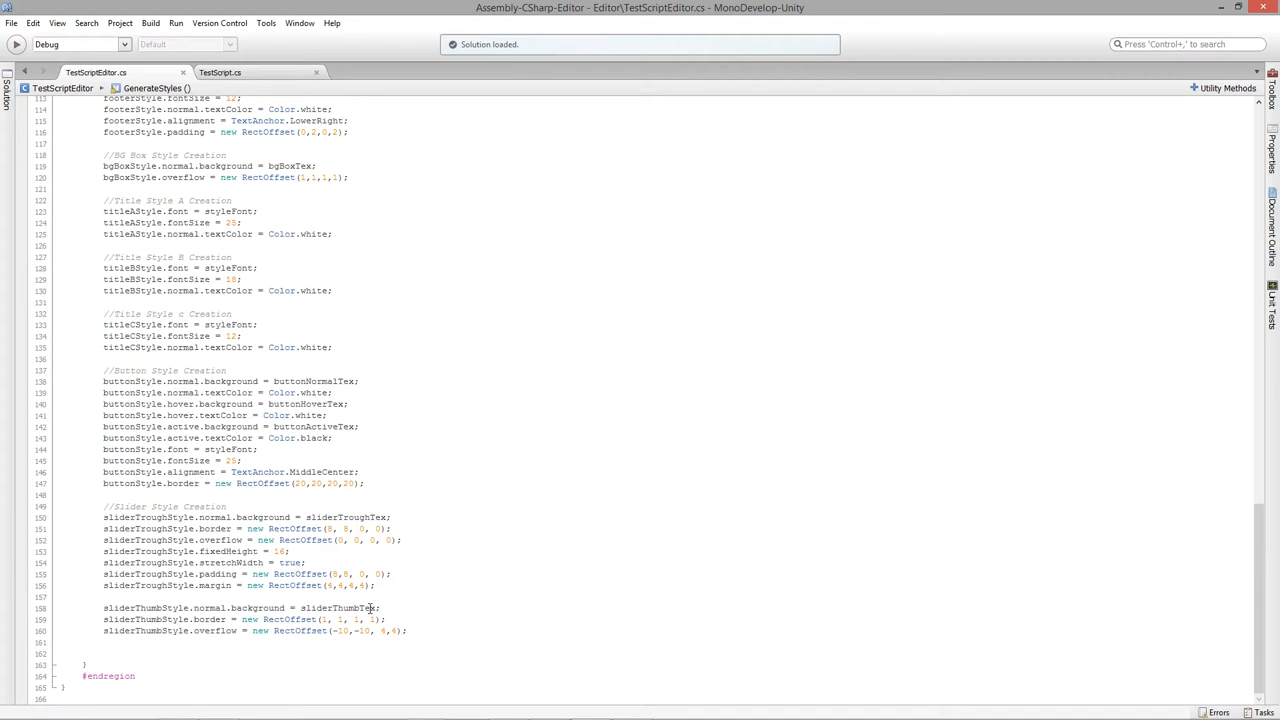 Assembly-CSharp-Editor - Editor\TestScriptEditor.cs - MonoDevelop-Unity
File Edit View Search Project Build Run Version Control Tools Window Help
Debug Default Solution loaded. Press 'Control+,' to search
TestScriptEditor.cs × TestScript.cs ×
TestScriptEditor ▸ GenerateStyles () Utility Methods
Solution
Toolbox
Properties
Document Outline
Unit Tests
113 footerStyle.fontSize = 12;
114 footerStyle.normal.textColor = Color.white;
115 footerStyle.alignment = TextAnchor.LowerRight;
116 footerStyle.padding = new RectOffset(0,2,0,2);
117
118 //BG Box Style Creation
119 bgBoxStyle.normal.background = bgBoxTex;
120 bgBoxStyle.overflow = new RectOffset(1,1,1,1);
121
122 //Title Style A Creation
123 titleAStyle.font = styleFont;
124 titleAStyle.fontSize = 25;
125 titleAStyle.normal.textColor = Color.white;
126
127 //Title Style B Creation
128 titleBStyle.font = styleFont;
129 titleBStyle.fontSize = 18;
130 titleBStyle.normal.textColor = Color.white;
131
132 //Title Style c Creation
133 titleCStyle.font = styleFont;
134 titleCStyle.fontSize = 12;
135 titleCStyle.normal.textColor = Color.white;
136
137 //Button Style Creation
138 buttonStyle.normal.background = buttonNormalTex;
139 buttonStyle.normal.textColor = Color.white;
140 buttonStyle.hover.background = buttonHoverTex;
141 buttonStyle.hover.textColor = Color.white;
142 buttonStyle.active.background = buttonActiveTex;
143 buttonStyle.active.textColor = Color.black;
144 buttonStyle.font = styleFont;
145 buttonStyle.fontSize = 25;
146 buttonStyle.alignment = TextAnchor.MiddleCenter;
147 buttonStyle.border = new RectOffset(20,20,20,20);
148
149 //Slider Style Creation
150 sliderTroughStyle.normal.background = sliderTroughTex;
151 sliderTroughStyle.border = new RectOffset(8, 8, 0, 0);
152 sliderTroughStyle.overflow = new RectOffset(0, 0, 0, 0);
153 sliderTroughStyle.fixedHeight = 16;
154 sliderTroughStyle.stretchWidth = true;
155 sliderTroughStyle.padding = new RectOffset(8,8, 0, 0);
156 sliderTroughStyle.margin = new RectOffset(4,4,4,4);
157
158 sliderThumbStyle.normal.background = sliderThumbTex;
159 sliderThumbStyle.border = new RectOffset(1, 1, 1, 1);
160 sliderThumbStyle.overflow = new RectOffset(-10,-10, 4,4);
161
162
163 }
164 #endregion
165 }
166
Errors Tasks